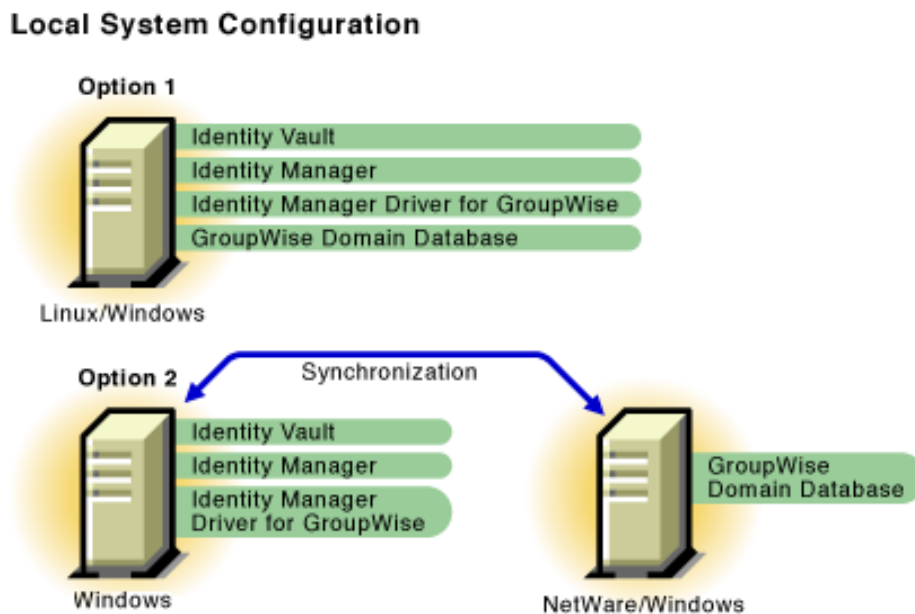 Local System Configuration
Option 1
Identity Vault
Identity Manager
Identity Manager Driver for GroupWise
GroupWise Domain Database
Linux/Windows
Synchronization
Option 2
Identity Vault
Identity Manager
Identity Manager
Driver for GroupWise
Windows
GroupWise
Domain Database
NetWare/Windows